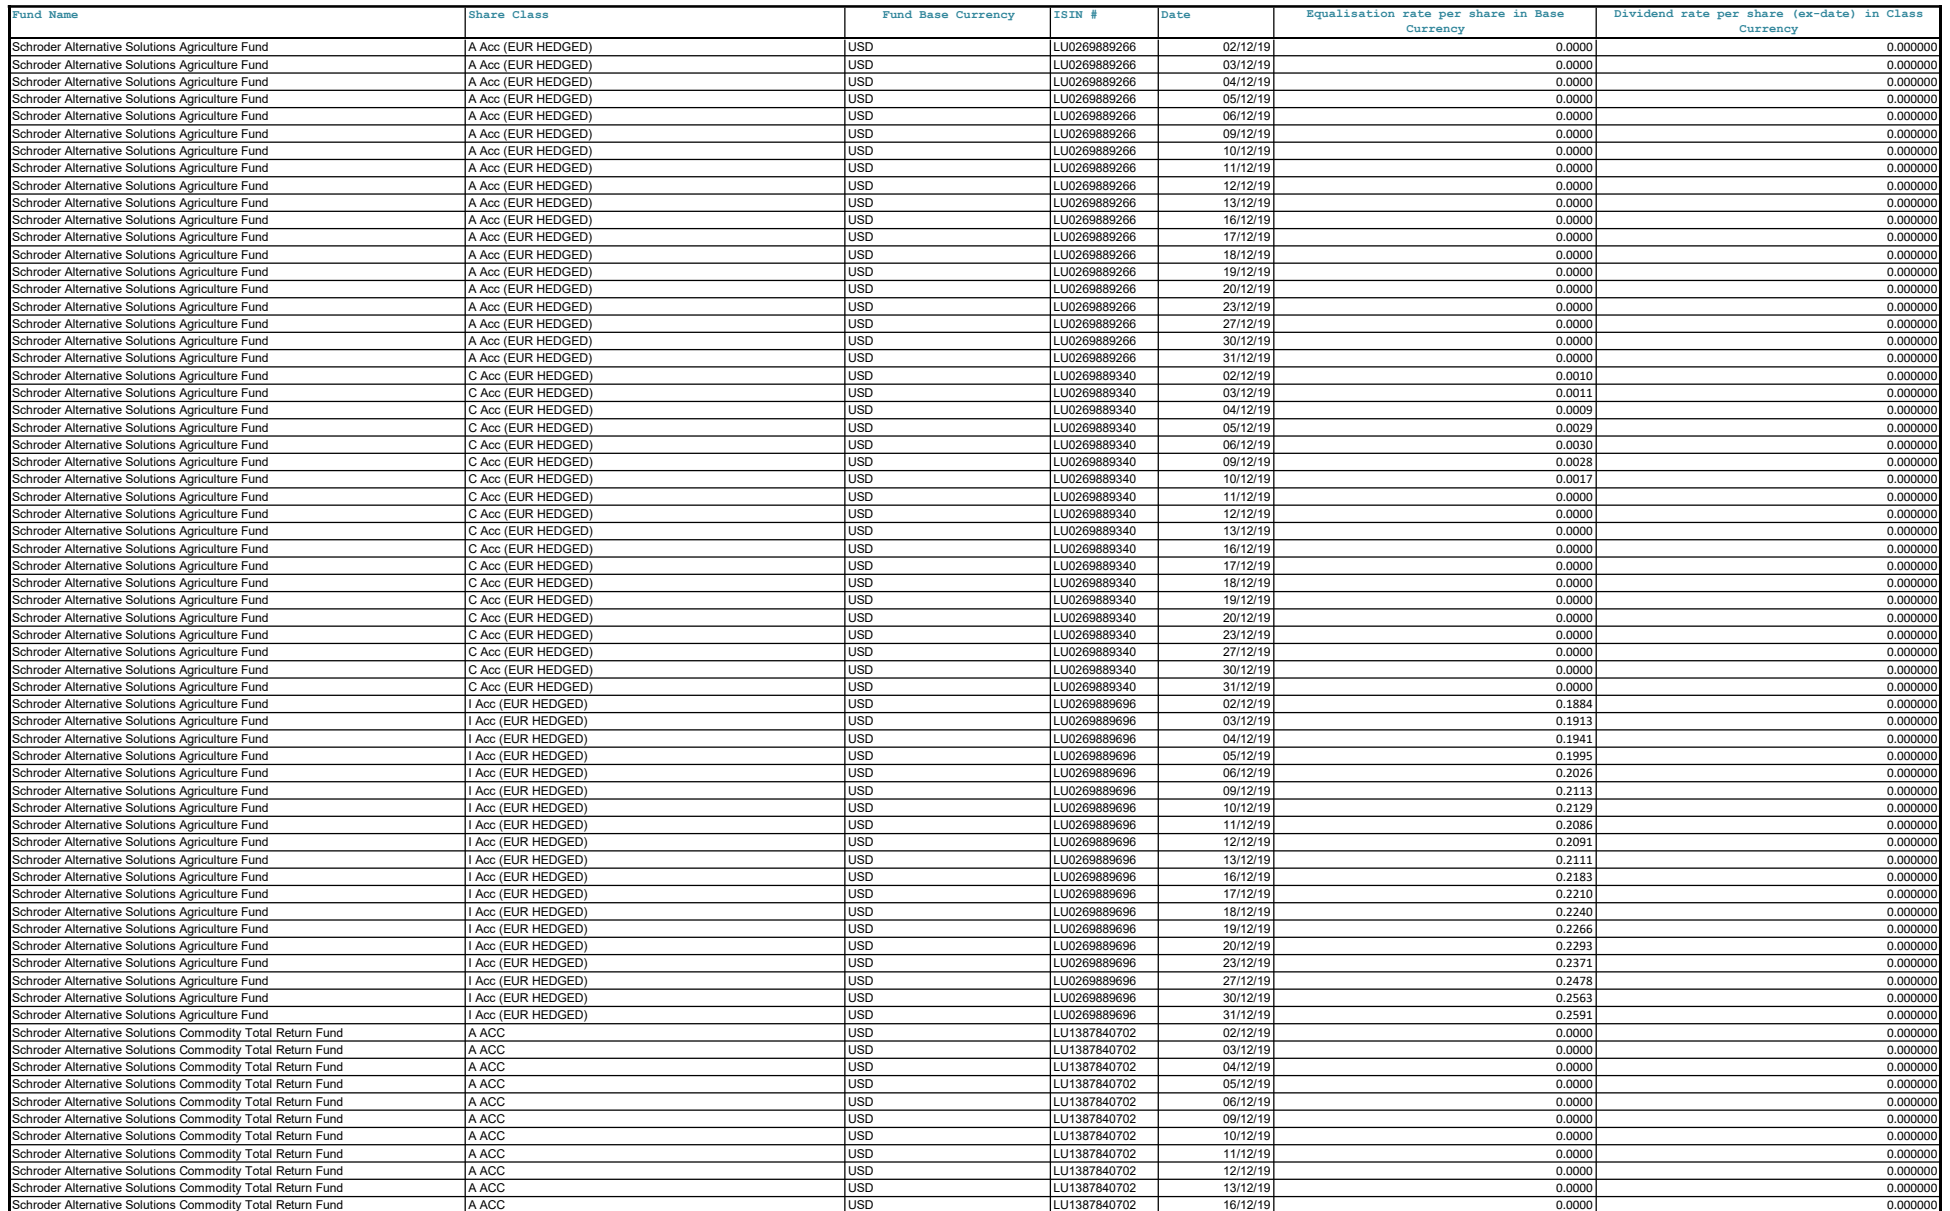 Fund Name Share Class Fund Base Currency ISIN # Date Equalisation rate per share in Base Currency Dividend rate per share (ex-date) in Class Currency
Schroder Alternative Solutions Agriculture Fund A Acc (EUR HEDGED) USD LU0269889266 02/12/19 0.0000 0.000000
Schroder Alternative Solutions Agriculture Fund A Acc (EUR HEDGED) USD LU0269889266 03/12/19 0.0000 0.000000
Schroder Alternative Solutions Agriculture Fund A Acc (EUR HEDGED) USD LU0269889266 04/12/19 0.0000 0.000000
Schroder Alternative Solutions Agriculture Fund A Acc (EUR HEDGED) USD LU0269889266 05/12/19 0.0000 0.000000
Schroder Alternative Solutions Agriculture Fund A Acc (EUR HEDGED) USD LU0269889266 06/12/19 0.0000 0.000000
Schroder Alternative Solutions Agriculture Fund A Acc (EUR HEDGED) USD LU0269889266 09/12/19 0.0000 0.000000
Schroder Alternative Solutions Agriculture Fund A Acc (EUR HEDGED) USD LU0269889266 10/12/19 0.0000 0.000000
Schroder Alternative Solutions Agriculture Fund A Acc (EUR HEDGED) USD LU0269889266 11/12/19 0.0000 0.000000
Schroder Alternative Solutions Agriculture Fund A Acc (EUR HEDGED) USD LU0269889266 12/12/19 0.0000 0.000000
Schroder Alternative Solutions Agriculture Fund A Acc (EUR HEDGED) USD LU0269889266 13/12/19 0.0000 0.000000
Schroder Alternative Solutions Agriculture Fund A Acc (EUR HEDGED) USD LU0269889266 16/12/19 0.0000 0.000000
Schroder Alternative Solutions Agriculture Fund A Acc (EUR HEDGED) USD LU0269889266 17/12/19 0.0000 0.000000
Schroder Alternative Solutions Agriculture Fund A Acc (EUR HEDGED) USD LU0269889266 18/12/19 0.0000 0.000000
Schroder Alternative Solutions Agriculture Fund A Acc (EUR HEDGED) USD LU0269889266 19/12/19 0.0000 0.000000
Schroder Alternative Solutions Agriculture Fund A Acc (EUR HEDGED) USD LU0269889266 20/12/19 0.0000 0.000000
Schroder Alternative Solutions Agriculture Fund A Acc (EUR HEDGED) USD LU0269889266 23/12/19 0.0000 0.000000
Schroder Alternative Solutions Agriculture Fund A Acc (EUR HEDGED) USD LU0269889266 27/12/19 0.0000 0.000000
Schroder Alternative Solutions Agriculture Fund A Acc (EUR HEDGED) USD LU0269889266 30/12/19 0.0000 0.000000
Schroder Alternative Solutions Agriculture Fund A Acc (EUR HEDGED) USD LU0269889266 31/12/19 0.0000 0.000000
Schroder Alternative Solutions Agriculture Fund C Acc (EUR HEDGED) USD LU0269889340 02/12/19 0.0010 0.000000
Schroder Alternative Solutions Agriculture Fund C Acc (EUR HEDGED) USD LU0269889340 03/12/19 0.0011 0.000000
Schroder Alternative Solutions Agriculture Fund C Acc (EUR HEDGED) USD LU0269889340 04/12/19 0.0009 0.000000
Schroder Alternative Solutions Agriculture Fund C Acc (EUR HEDGED) USD LU0269889340 05/12/19 0.0029 0.000000
Schroder Alternative Solutions Agriculture Fund C Acc (EUR HEDGED) USD LU0269889340 06/12/19 0.0030 0.000000
Schroder Alternative Solutions Agriculture Fund C Acc (EUR HEDGED) USD LU0269889340 09/12/19 0.0028 0.000000
Schroder Alternative Solutions Agriculture Fund C Acc (EUR HEDGED) USD LU0269889340 10/12/19 0.0017 0.000000
Schroder Alternative Solutions Agriculture Fund C Acc (EUR HEDGED) USD LU0269889340 11/12/19 0.0000 0.000000
Schroder Alternative Solutions Agriculture Fund C Acc (EUR HEDGED) USD LU0269889340 12/12/19 0.0000 0.000000
Schroder Alternative Solutions Agriculture Fund C Acc (EUR HEDGED) USD LU0269889340 13/12/19 0.0000 0.000000
Schroder Alternative Solutions Agriculture Fund C Acc (EUR HEDGED) USD LU0269889340 16/12/19 0.0000 0.000000
Schroder Alternative Solutions Agriculture Fund C Acc (EUR HEDGED) USD LU0269889340 17/12/19 0.0000 0.000000
Schroder Alternative Solutions Agriculture Fund C Acc (EUR HEDGED) USD LU0269889340 18/12/19 0.0000 0.000000
Schroder Alternative Solutions Agriculture Fund C Acc (EUR HEDGED) USD LU0269889340 19/12/19 0.0000 0.000000
Schroder Alternative Solutions Agriculture Fund C Acc (EUR HEDGED) USD LU0269889340 20/12/19 0.0000 0.000000
Schroder Alternative Solutions Agriculture Fund C Acc (EUR HEDGED) USD LU0269889340 23/12/19 0.0000 0.000000
Schroder Alternative Solutions Agriculture Fund C Acc (EUR HEDGED) USD LU0269889340 27/12/19 0.0000 0.000000
Schroder Alternative Solutions Agriculture Fund C Acc (EUR HEDGED) USD LU0269889340 30/12/19 0.0000 0.000000
Schroder Alternative Solutions Agriculture Fund C Acc (EUR HEDGED) USD LU0269889340 31/12/19 0.0000 0.000000
Schroder Alternative Solutions Agriculture Fund I Acc (EUR HEDGED) USD LU0269889696 02/12/19 0.1884 0.000000
Schroder Alternative Solutions Agriculture Fund I Acc (EUR HEDGED) USD LU0269889696 03/12/19 0.1913 0.000000
Schroder Alternative Solutions Agriculture Fund I Acc (EUR HEDGED) USD LU0269889696 04/12/19 0.1941 0.000000
Schroder Alternative Solutions Agriculture Fund I Acc (EUR HEDGED) USD LU0269889696 05/12/19 0.1995 0.000000
Schroder Alternative Solutions Agriculture Fund I Acc (EUR HEDGED) USD LU0269889696 06/12/19 0.2026 0.000000
Schroder Alternative Solutions Agriculture Fund I Acc (EUR HEDGED) USD LU0269889696 09/12/19 0.2113 0.000000
Schroder Alternative Solutions Agriculture Fund I Acc (EUR HEDGED) USD LU0269889696 10/12/19 0.2129 0.000000
Schroder Alternative Solutions Agriculture Fund I Acc (EUR HEDGED) USD LU0269889696 11/12/19 0.2086 0.000000
Schroder Alternative Solutions Agriculture Fund I Acc (EUR HEDGED) USD LU0269889696 12/12/19 0.2091 0.000000
Schroder Alternative Solutions Agriculture Fund I Acc (EUR HEDGED) USD LU0269889696 13/12/19 0.2111 0.000000
Schroder Alternative Solutions Agriculture Fund I Acc (EUR HEDGED) USD LU0269889696 16/12/19 0.2183 0.000000
Schroder Alternative Solutions Agriculture Fund I Acc (EUR HEDGED) USD LU0269889696 17/12/19 0.2210 0.000000
Schroder Alternative Solutions Agriculture Fund I Acc (EUR HEDGED) USD LU0269889696 18/12/19 0.2240 0.000000
Schroder Alternative Solutions Agriculture Fund I Acc (EUR HEDGED) USD LU0269889696 19/12/19 0.2266 0.000000
Schroder Alternative Solutions Agriculture Fund I Acc (EUR HEDGED) USD LU0269889696 20/12/19 0.2293 0.000000
Schroder Alternative Solutions Agriculture Fund I Acc (EUR HEDGED) USD LU0269889696 23/12/19 0.2371 0.000000
Schroder Alternative Solutions Agriculture Fund I Acc (EUR HEDGED) USD LU0269889696 27/12/19 0.2478 0.000000
Schroder Alternative Solutions Agriculture Fund I Acc (EUR HEDGED) USD LU0269889696 30/12/19 0.2563 0.000000
Schroder Alternative Solutions Agriculture Fund I Acc (EUR HEDGED) USD LU0269889696 31/12/19 0.2591 0.000000
Schroder Alternative Solutions Commodity Total Return Fund A ACC USD LU1387840702 02/12/19 0.0000 0.000000
Schroder Alternative Solutions Commodity Total Return Fund A ACC USD LU1387840702 03/12/19 0.0000 0.000000
Schroder Alternative Solutions Commodity Total Return Fund A ACC USD LU1387840702 04/12/19 0.0000 0.000000
Schroder Alternative Solutions Commodity Total Return Fund A ACC USD LU1387840702 05/12/19 0.0000 0.000000
Schroder Alternative Solutions Commodity Total Return Fund A ACC USD LU1387840702 06/12/19 0.0000 0.000000
Schroder Alternative Solutions Commodity Total Return Fund A ACC USD LU1387840702 09/12/19 0.0000 0.000000
Schroder Alternative Solutions Commodity Total Return Fund A ACC USD LU1387840702 10/12/19 0.0000 0.000000
Schroder Alternative Solutions Commodity Total Return Fund A ACC USD LU1387840702 11/12/19 0.0000 0.000000
Schroder Alternative Solutions Commodity Total Return Fund A ACC USD LU1387840702 12/12/19 0.0000 0.000000
Schroder Alternative Solutions Commodity Total Return Fund A ACC USD LU1387840702 13/12/19 0.0000 0.000000
Schroder Alternative Solutions Commodity Total Return Fund A ACC USD LU1387840702 16/12/19 0.0000 0.000000